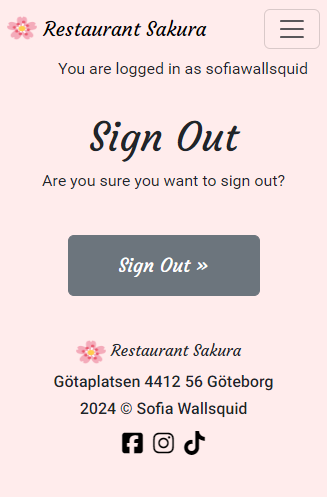 Restaurant Sakura
You are logged in as sofiawallsquid
Sign Out
Are you sure you want to sign out?
Sign Out »
Restaurant Sakura
Götaplatsen 4412 56 Göteborg
2024 © Sofia Wallsquid